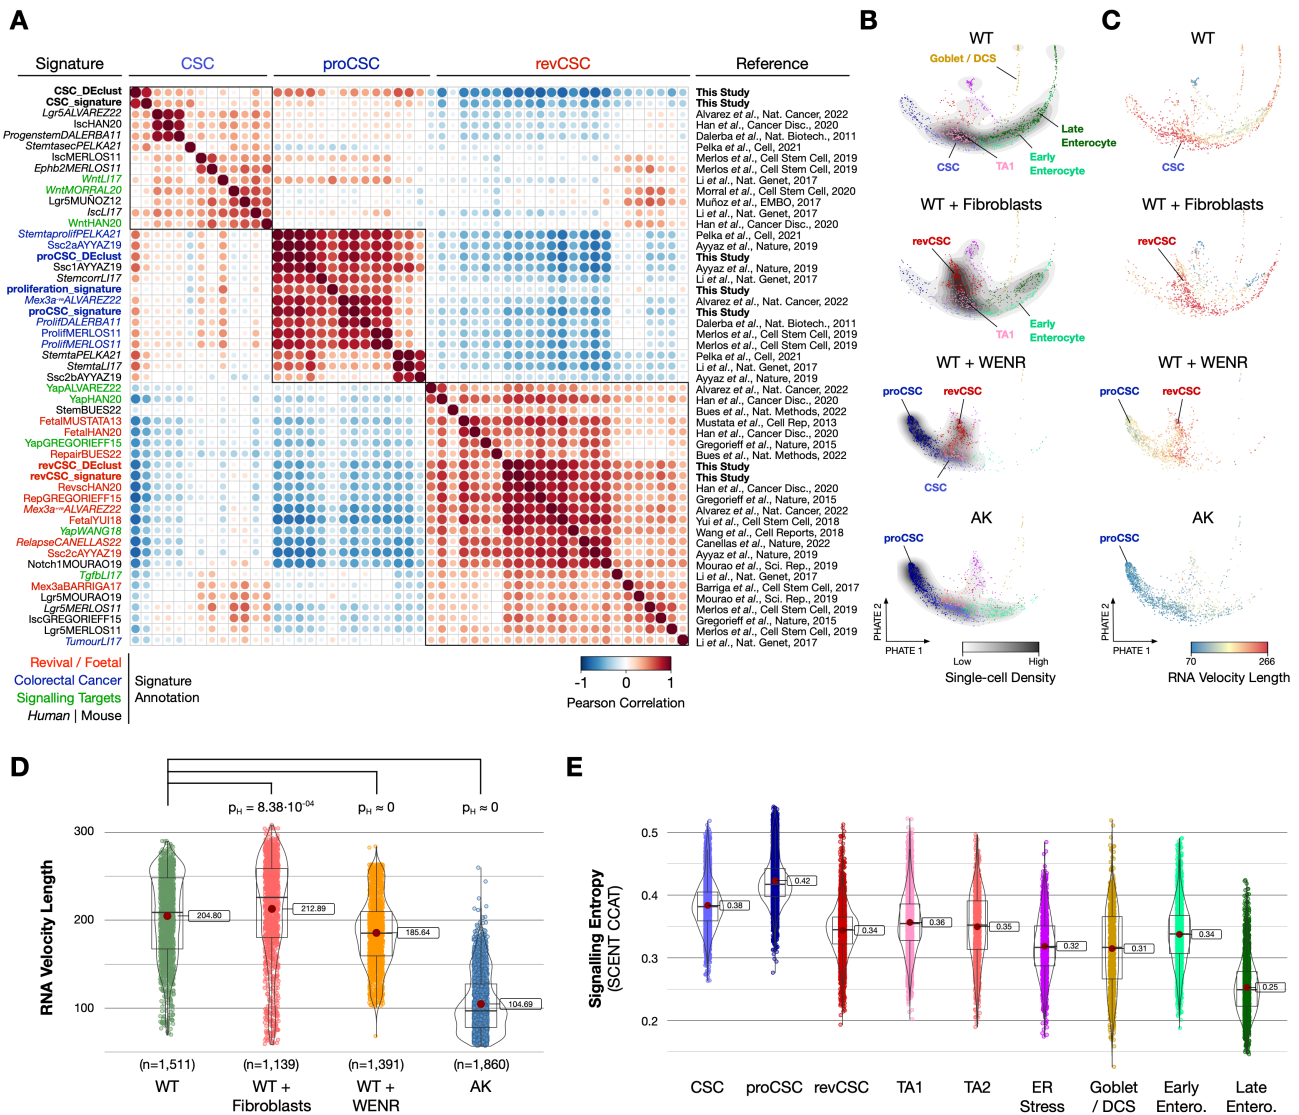 A
Signature CSC proCSC revCSC Reference
CSC_DEclust This Study
CSC_signature This Study
Lgr5ALVAREZ22 Alvarez et al., Nat. Cancer, 2022
IscHAN20 Han et al., Cancer Disc., 2020
ProgenstemDALERBA11 Dalerba et al., Nat. Biotech., 2011
StemtasecPELKA21 Pelka et al., Cell, 2021
IscMERLOS11 Merlos et al., Cell Stem Cell, 2019
Ephb2MERLOS11 Merlos et al., Cell Stem Cell, 2019
WntLI17 Li et al., Nat. Genet, 2017
WntMORRAL20 Morral et al., Cell Stem Cell, 2020
Lgr5MUÑOZ12 Muñoz et al., EMBO, 2017
IscLI17 Li et al., Nat. Genet, 2017
WntHAN20 Han et al., Cancer Disc., 2020
StemtaprolifPELKA21 Pelka et al., Cell, 2021
Ssc2aAYYAZ19 Ayyaz et al., Nature, 2019
proCSC_DEclust This Study
Ssc1AYYAZ19 Ayyaz et al., Nature, 2019
StemcorrLI17 Li et al., Nat. Genet, 2017
proliferation_signature This Study
ALVAREZ22 Alvarez et al., Nat. Cancer, 2022
proCSC_signature This Study
ProlifDALERBA11 Dalerba et al., Nat. Biotech., 2011
ProlifMERLOS11 Merlos et al., Cell Stem Cell, 2019
ProlifMERLOS11 Merlos et al., Cell Stem Cell, 2019
StemtaPELKA21 Pelka et al., Cell, 2021
StemtaLI17 Li et al., Nat. Genet, 2017
Ssc2bAYYAZ19 Ayyaz et al., Nature, 2019
YapALVAREZ22 Alvarez et al., Nat. Cancer, 2022
YapHAN20 Han et al., Cancer Disc., 2020
StemBUES22 Bues et al., Nat. Methods, 2022
FetalMUSTATA13 Mustata et al., Cell Rep, 2013
FetalHAN20 Han et al., Cancer Disc., 2020
YapGREGORIEFF15 Gregorieff et al., Nature, 2015
RepairBUES22 Bues et al., Nat. Methods, 2022
revCSC_DEclust This Study
revCSC_signature This Study
RevscHAN20 Han et al., Cancer Disc., 2020
RepGREGORIEFF15 Gregorieff et al., Nature, 2015
ALVAREZ22 Alvarez et al., Nat. Cancer, 2022
FetalYUI18 Yui et al., Cell Stem Cell, 2018
YapWANG18 Wang et al., Cell Reports, 2018
RelapseCANELLAS22 Canellas et al., Nature, 2022
Ssc2cAYYAZ19 Ayyaz et al., Nature, 2019
Notch1MOURAO19 Mourao et al., Sci. Rep., 2019
TgfbLI17 Li et al., Nat. Genet, 2017
Mex3aBARRIGA17 Barriga et al., Cell Stem Cell, 2017
Lgr5MOURAO19 Mourao et al., Sci. Rep., 2019
Lgr5MERLOS11 Merlos et al., Cell Stem Cell, 2019
IscGREGORIEFF15 Gregorieff et al., Nature, 2015
Lgr5MERLOS11 Merlos et al., Cell Stem Cell, 2019
TumourLI17 Li et al., Nat. Genet, 2017
Revival / Foetal
Colorectal Cancer
Signalling Targets
Human | Mouse
Signature
Annotation
-1 0 1
Pearson Correlation
B
WT
Goblet / DCS
Late
Enterocyte
CSC
TA1
Early
Enterocyte
WT + Fibroblasts
revCSC
TA1
Early
Enterocyte
WT + WENR
proCSC
revCSC
CSC
AK
proCSC
PHATE 2
PHATE 1
Low High
Single-cell Density
C
WT
CSC
WT + Fibroblasts
revCSC
WT + WENR
proCSC
revCSC
AK
proCSC
PHATE 2
PHATE 1
70 266
RNA Velocity Length
D
pH = 8.38·10-04 pH ≈ 0 pH ≈ 0
RNA Velocity Length
300
200
100
204.80
212.89
185.64
104.69
(n=1,511) (n=1,139) (n=1,391) (n=1,860)
WT WT + WT + AK
Fibroblasts WENR
E
Signalling Entropy
(SCENT CCAT)
0.5
0.4
0.3
0.2
0.38
0.42
0.34
0.36
0.35
0.32
0.31
0.34
0.25
CSC proCSC revCSC TA1 TA2 ER Goblet Early Late
Stress / DCS Entero. Entero.